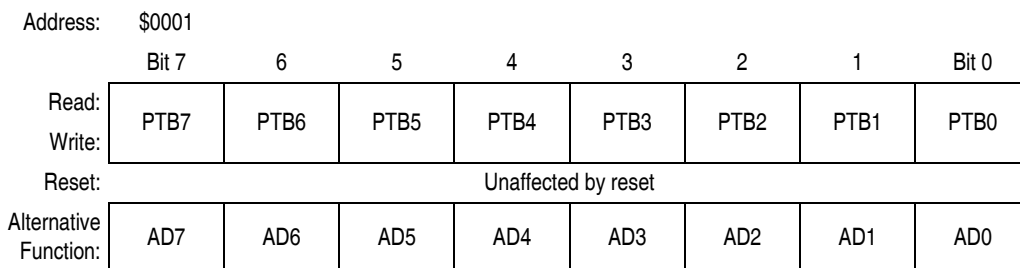 Address: $0001
Bit 7 6 5 4 3 2 1 Bit 0
Read:
PTB7 PTB6 PTB5 PTB4 PTB3 PTB2 PTB1 PTB0
Write:
Reset: Unaffected by reset
Alternative
Function: AD7 AD6 AD5 AD4 AD3 AD2 AD1 AD0